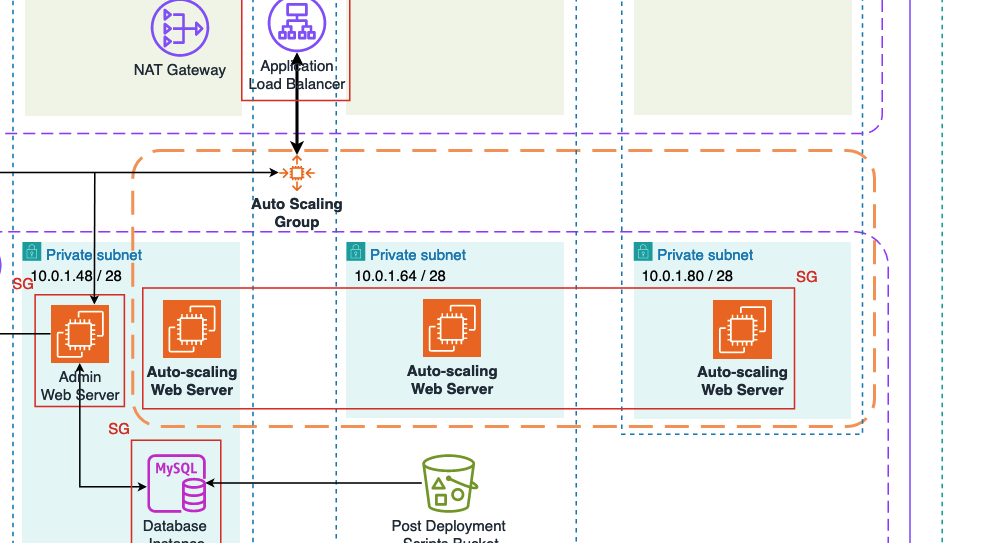 NAT Gateway
Application
Load Balancer
Auto Scaling
Group
Private subnet
10.0.1.48 / 28
Private subnet
10.0.1.64 / 28
Private subnet
10.0.1.80 / 28
SG
SG
Admin
Web Server
Auto-scaling
Web Server
Auto-scaling
Web Server
Auto-scaling
Web Server
SG
MySQL
Database
Instance
Post Deployment
Scripts Bucket